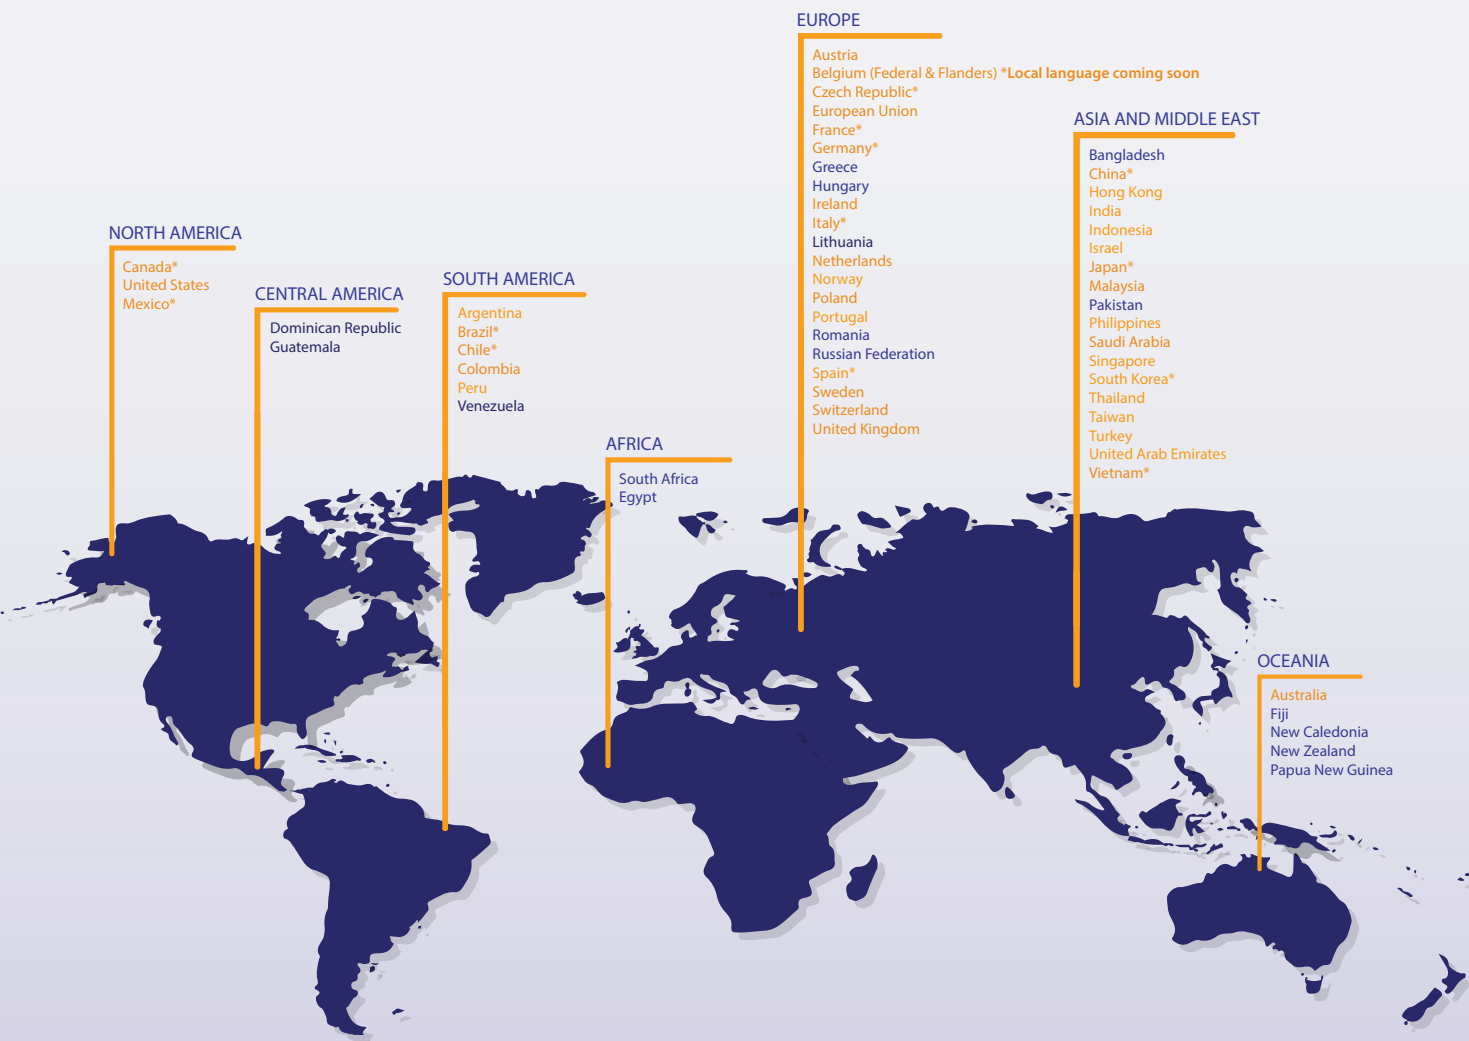 EUROPE
Austria
Belgium (Federal & Flanders) *Local language coming soon
Czech Republic*
European Union
France*
Germany*
Greece
Hungary
Ireland
Italy*
Lithuania
Netherlands
Norway
Poland
Portugal
Romania
Russian Federation
Spain*
Sweden
Switzerland
United Kingdom
ASIA AND MIDDLE EAST
Bangladesh
China*
Hong Kong
India
Indonesia
Israel
Japan*
Malaysia
Pakistan
Philippines
Saudi Arabia
Singapore
South Korea*
Thailand
Taiwan
Turkey
United Arab Emirates
Vietnam*
NORTH AMERICA
Canada*
United States
Mexico*
CENTRAL AMERICA
Dominican Republic
Guatemala
SOUTH AMERICA
Argentina
Brazil*
Chile*
Colombia
Peru
Venezuela
AFRICA
South Africa
Egypt
OCEANIA
Australia
Fiji
New Caledonia
New Zealand
Papua New Guinea